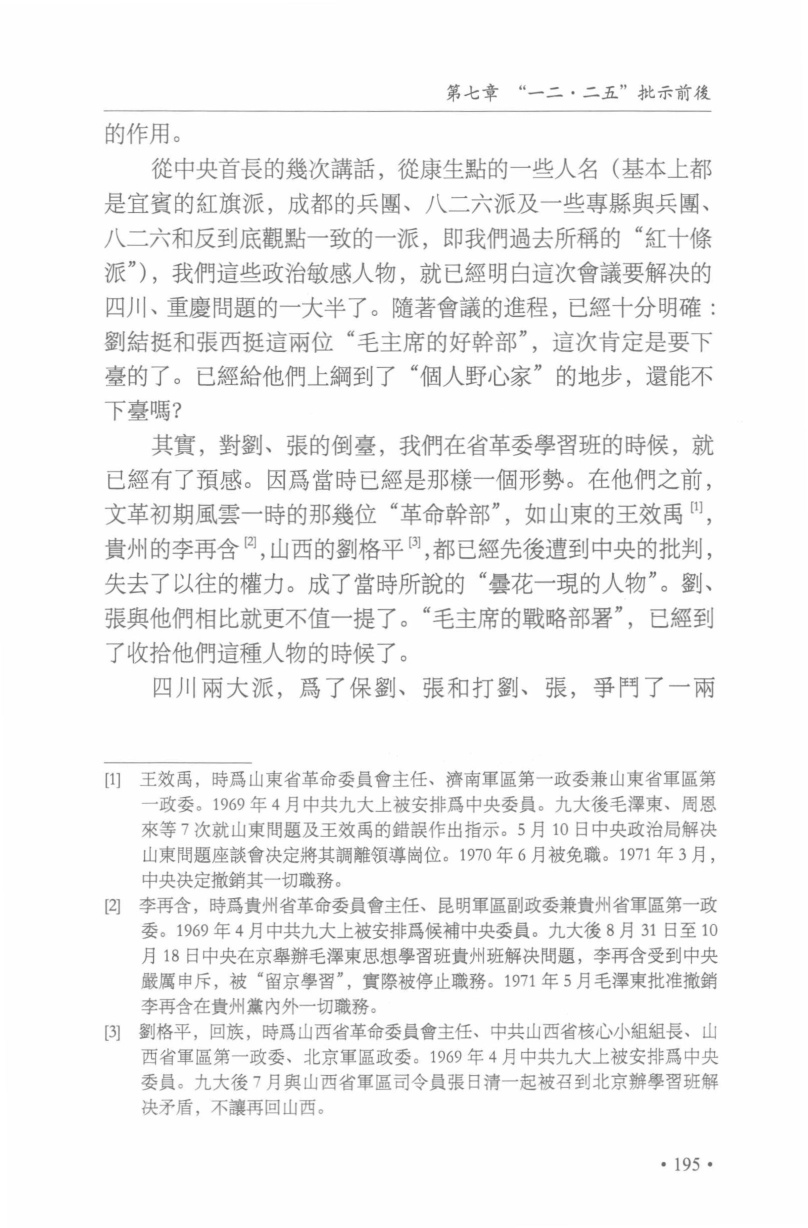 第七章　“一二·二五”批示前後
的作用。
從中央首長的幾次講話，從康生點的一些人名（基本上都
是宜賓的紅旗派，成都的兵團、八二六派及一些專縣與兵團、
八二六和反到底觀點一致的一派，即我們過去所稱的“紅十條
派”），我們這些政治敏感人物，就已經明白這次會議要解决的
四川、重慶問題的一大半了。隨著會議的進程，已經十分明確：
劉結挺和張西挺這兩位“毛主席的好幹部”，這次肯定是要下
臺的了。已經給他們上綱到了“個人野心家”的地步，還能不
下臺嗎？
其實，對劉、張的倒臺，我們在省革委學習班的時候，就
已經有了預感。因爲當時已經是那樣一個形勢。在他們之前，
文革初期風雲一時的那幾位“革命幹部”，如山東的王效禹[1]，
貴州的李再含[2]，山西的劉格平[3]，都已經先後遭到中央的批判，
失去了以往的權力。成了當時所說的“曇花一現的人物”。劉、
張與他們相比就更不值一提了。“毛主席的戰略部署”，已經到
了收拾他們這種人物的時候了。
四川兩大派，爲了保劉、張和打劉、張，爭鬥了一兩
[1] 王效禹，時爲山東省革命委員會主任、濟南軍區第一政委兼山東省軍區第
一政委。1969 年 4 月中共九大上被安排爲中央委員。九大後毛澤東、周恩
來等 7 次就山東問題及王效禹的錯誤作出指示。5 月 10 日中央政治局解决
山東問題座談會决定將其調離領導崗位。1970 年 6 月被免職。1971 年 3 月，
中央决定撤銷其一切職務。
[2] 李再含，時爲貴州省革命委員會主任、昆明軍區副政委兼貴州省軍區第一政
委。1969 年 4 月中共九大上被安排爲候補中央委員。九大後 8 月 31 日至 10
月 18 日中央在京舉辦毛澤東思想學習班貴州班解决問題，李再含受到中央
嚴厲申斥，被“留京學習”，實際被停止職務。1971 年 5 月毛澤東批准撤銷
李再含在貴州黨內外一切職務。
[3] 劉格平，回族，時爲山西省革命委員會主任、中共山西省核心小組組長、山
西省軍區第一政委、北京軍區政委。1969 年 4 月中共九大上被安排爲中央
委員。九大後 7 月與山西省軍區司令員張日清一起被召到北京辦學習班解
决矛盾，不讓再回山西。
·195·